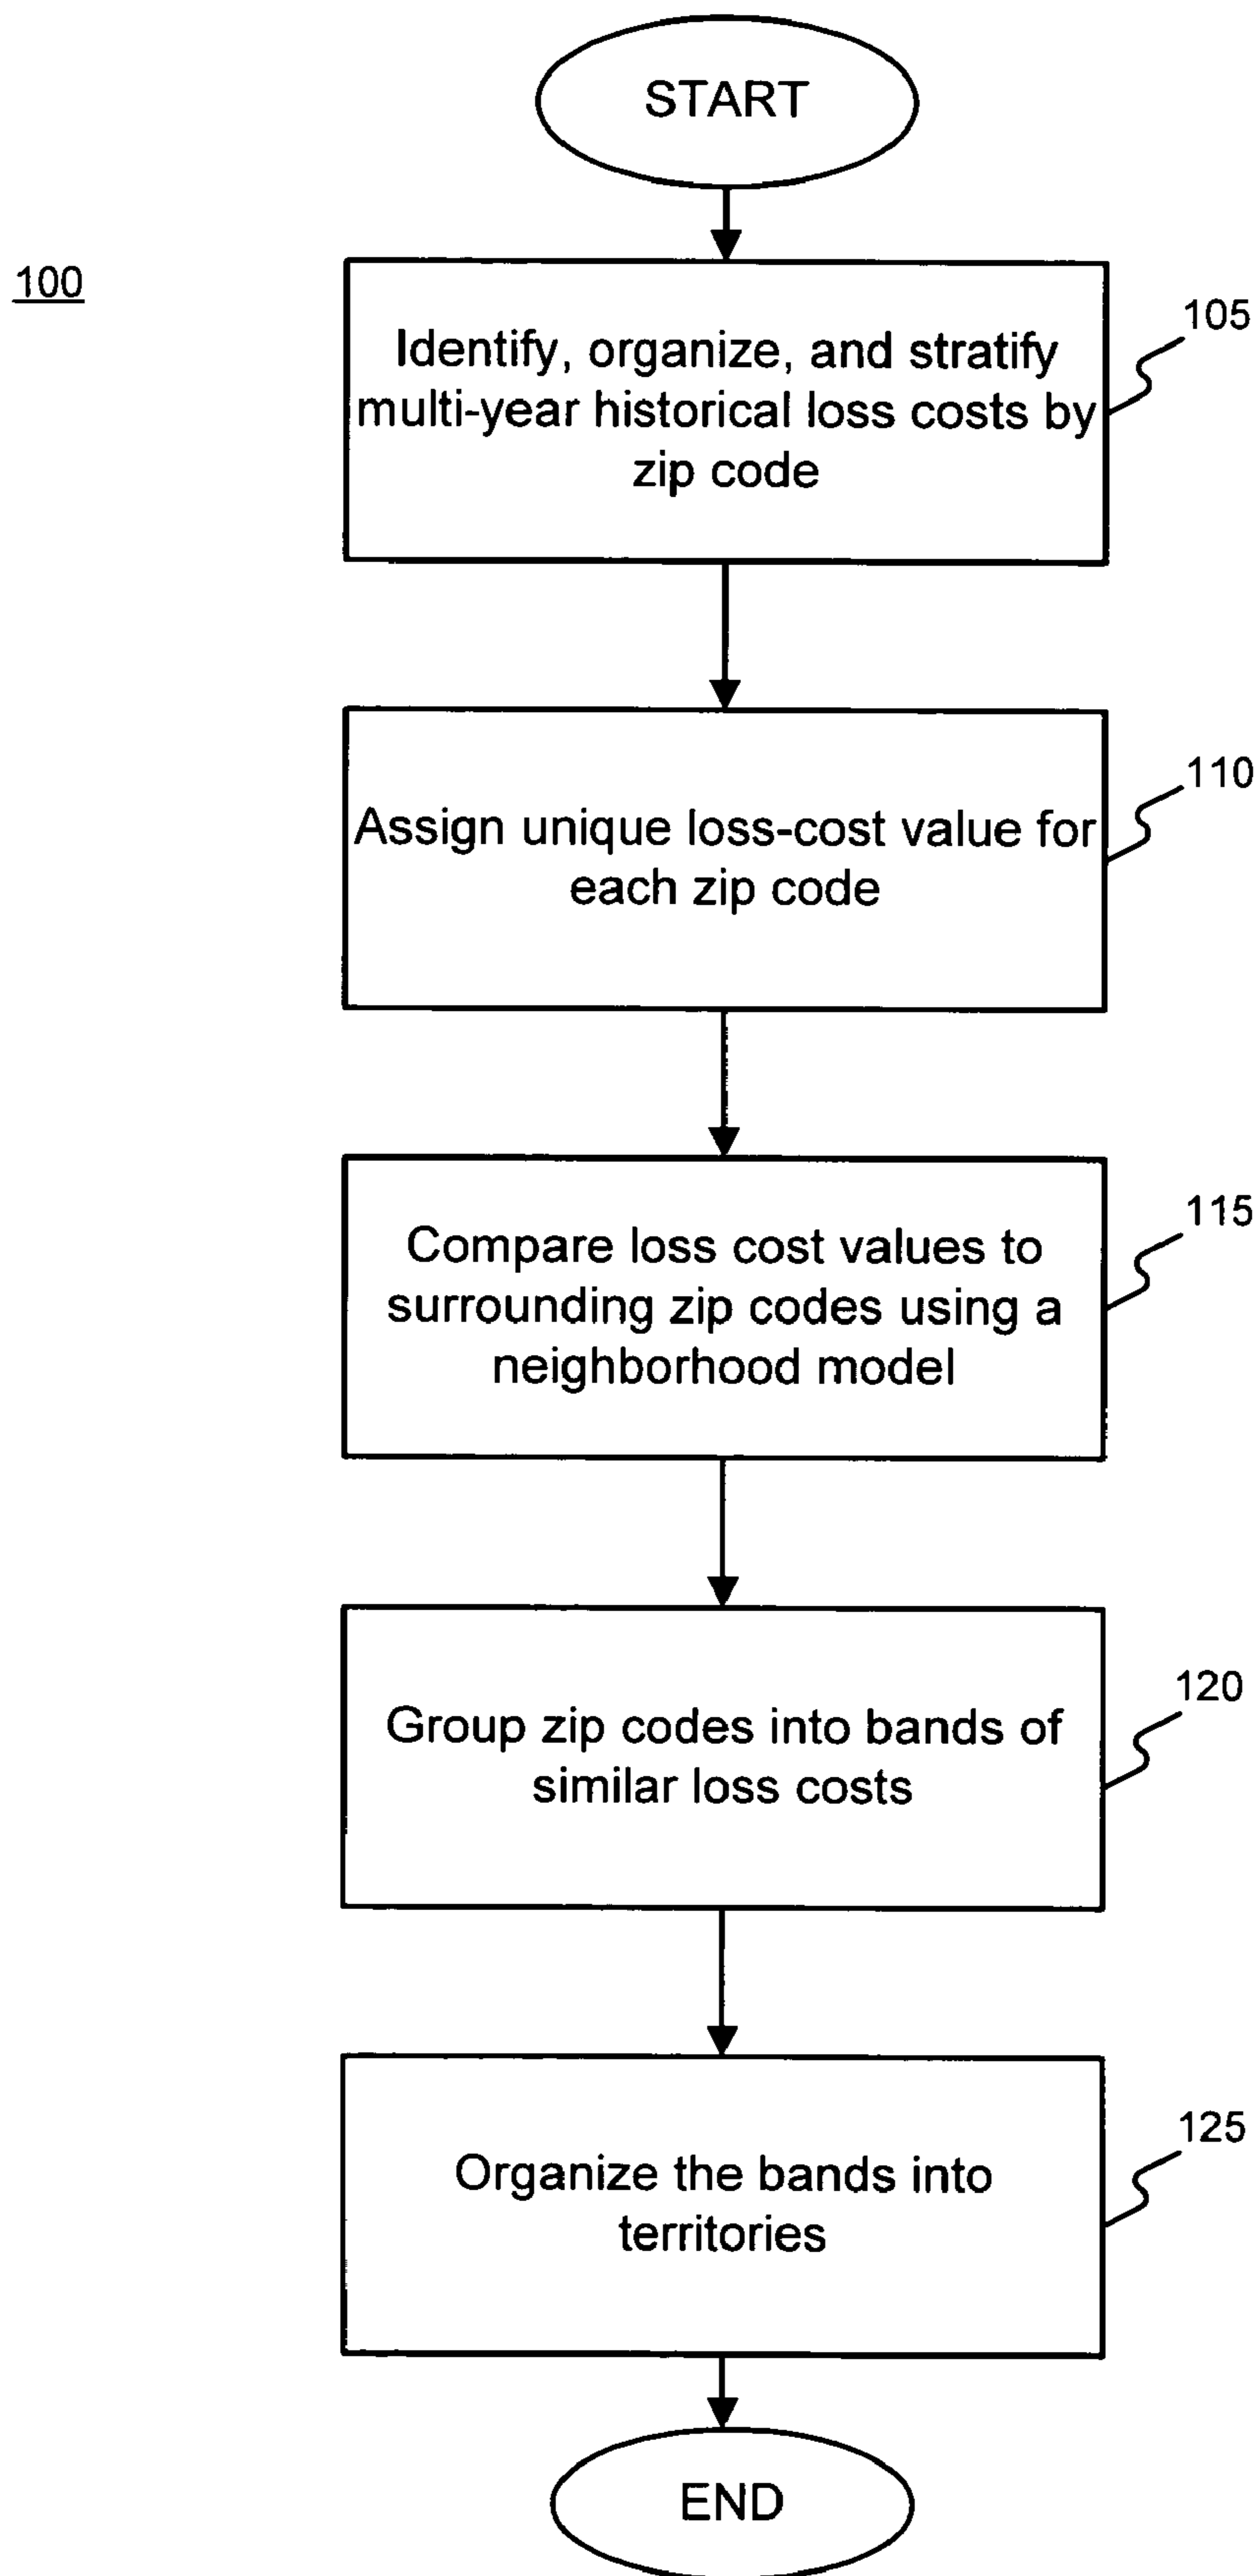 START
100
105
Identify, organize, and stratify
multi-year historical loss costs by
zip code
110
Assign unique loss-cost value for
each zip code
115
Compare loss cost values to
surrounding zip codes using a
neighborhood model
120
Group zip codes into bands of
similar loss costs
125
Organize the bands into
territories
END